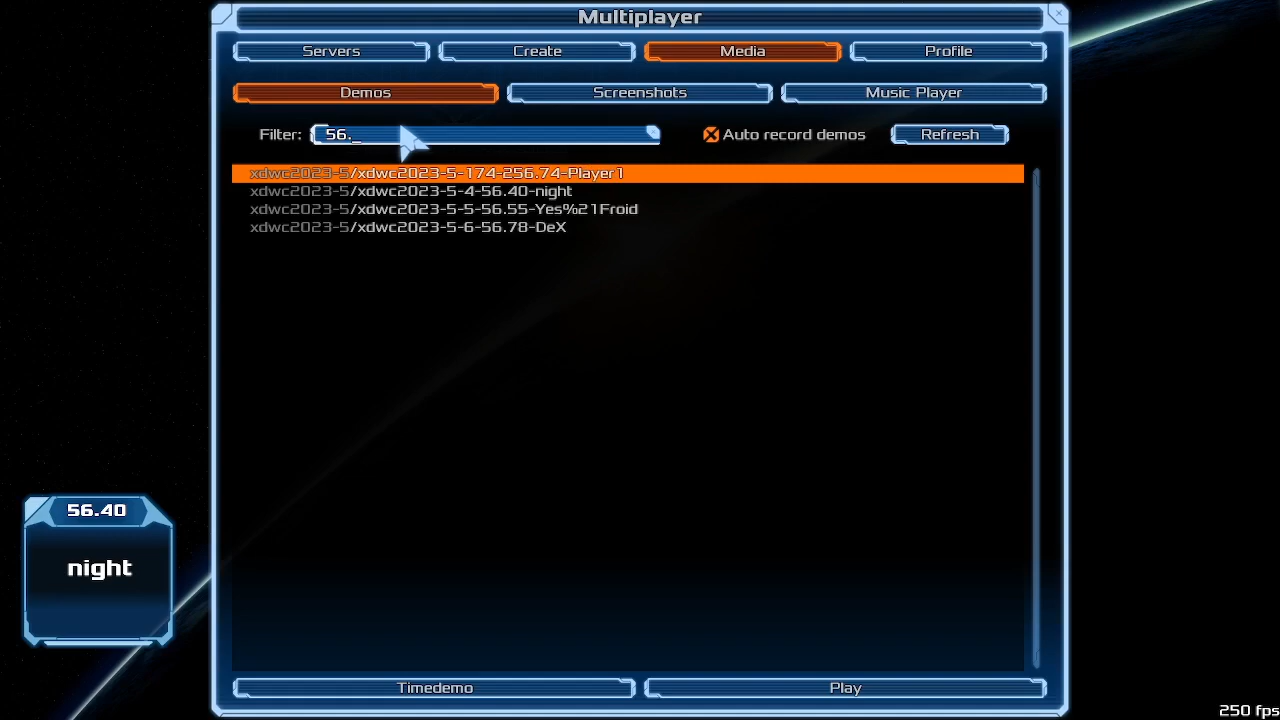 Multiplayer
Servers Create Media Profile
Demos Screenshots Music Player
Filter: 56._ Auto record demos Refresh
xdwc2023-5/xdwc2023-5-174-256.74-Player1
xdwc2023-5/xdwc2023-5-4-56.40-night
xdwc2023-5/xdwc2023-5-5-56.55-Yes%21Froid
xdwc2023-5/xdwc2023-5-6-56.78-DeX
56.40
night
Timedemo Play
250 fps